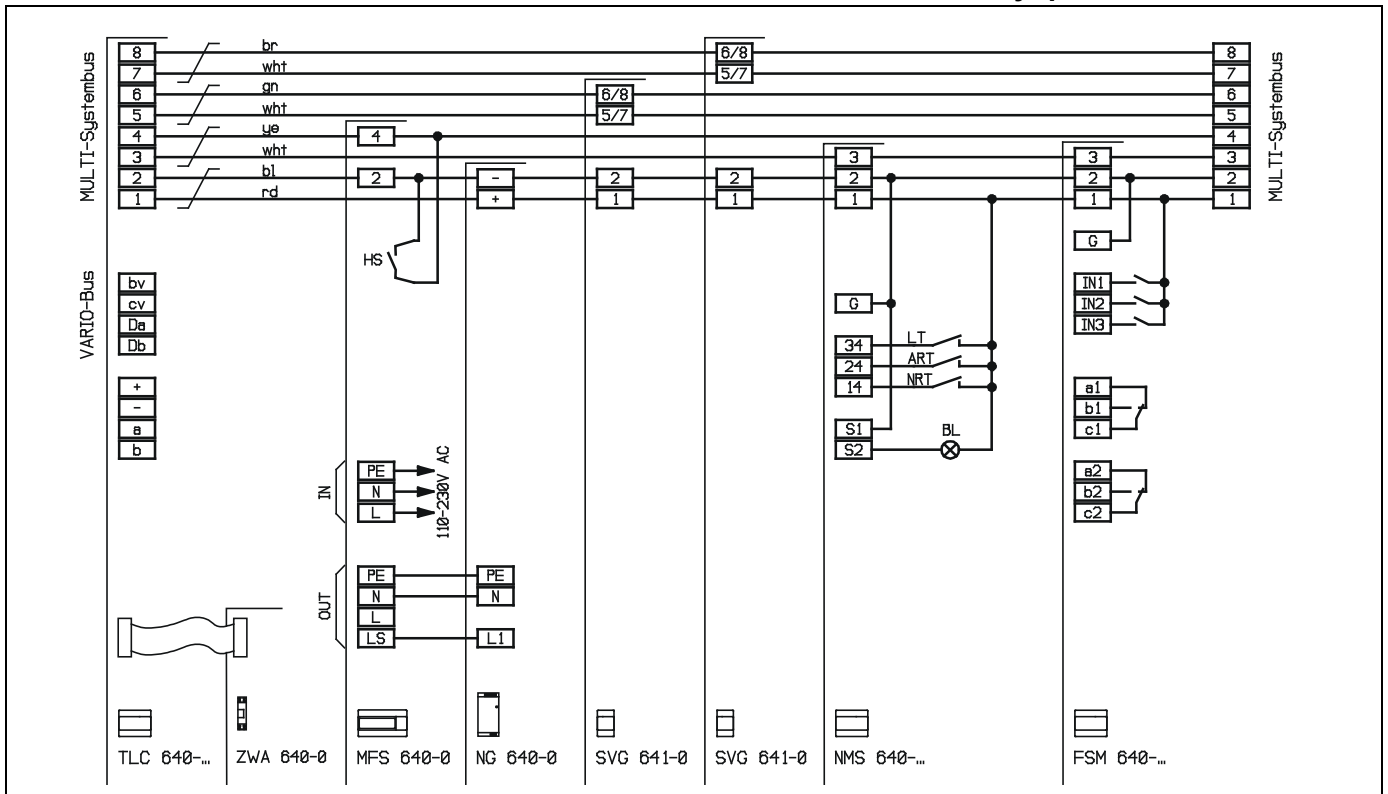 MULTI-Systembus
8
7
6
5
4
3
2
1
br
wht
gn
wht
ye
wht
bl
rd
VARIO-Bus
bv
cv
Da
Db
+
-
a
b
4
2
HS
IN
PE
N
L
110-230V AC
OUT
PE
N
L
LS
-
+
PE
N
L1
6/8
5/7
2
1
6/8
5/7
2
1
3
2
1
G
34
24
14
LT
ART
NRT
S1
S2
BL
3
2
1
G
IN1
IN2
IN3
a1
b1
c1
a2
b2
c2
8
7
6
5
4
3
2
1
MULTI-Systembus
TLC 640-...
ZWA 640-0
MFS 640-0
NG 640-0
SVG 641-0
SVG 641-0
NMS 640-...
FSM 640-...